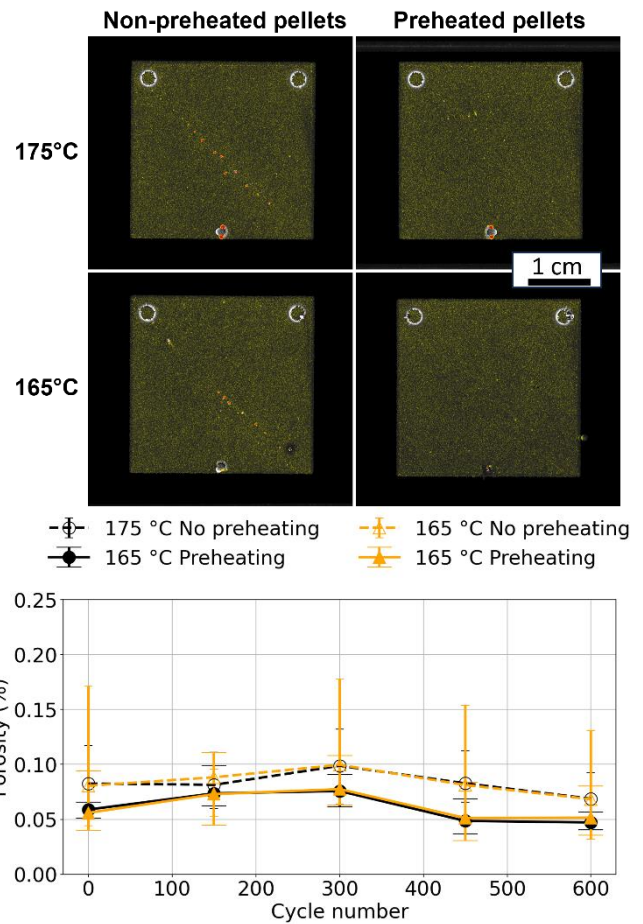 Non-preheated pellets Preheated pellets
175°C
1 cm
165°C
175 °C No preheating 165 °C No preheating
165 °C Preheating 165 °C Preheating
0.25
0.20
0.15
0.10
0.05
0.00
0 100 200 300 400 500 600
Cycle number
(%)